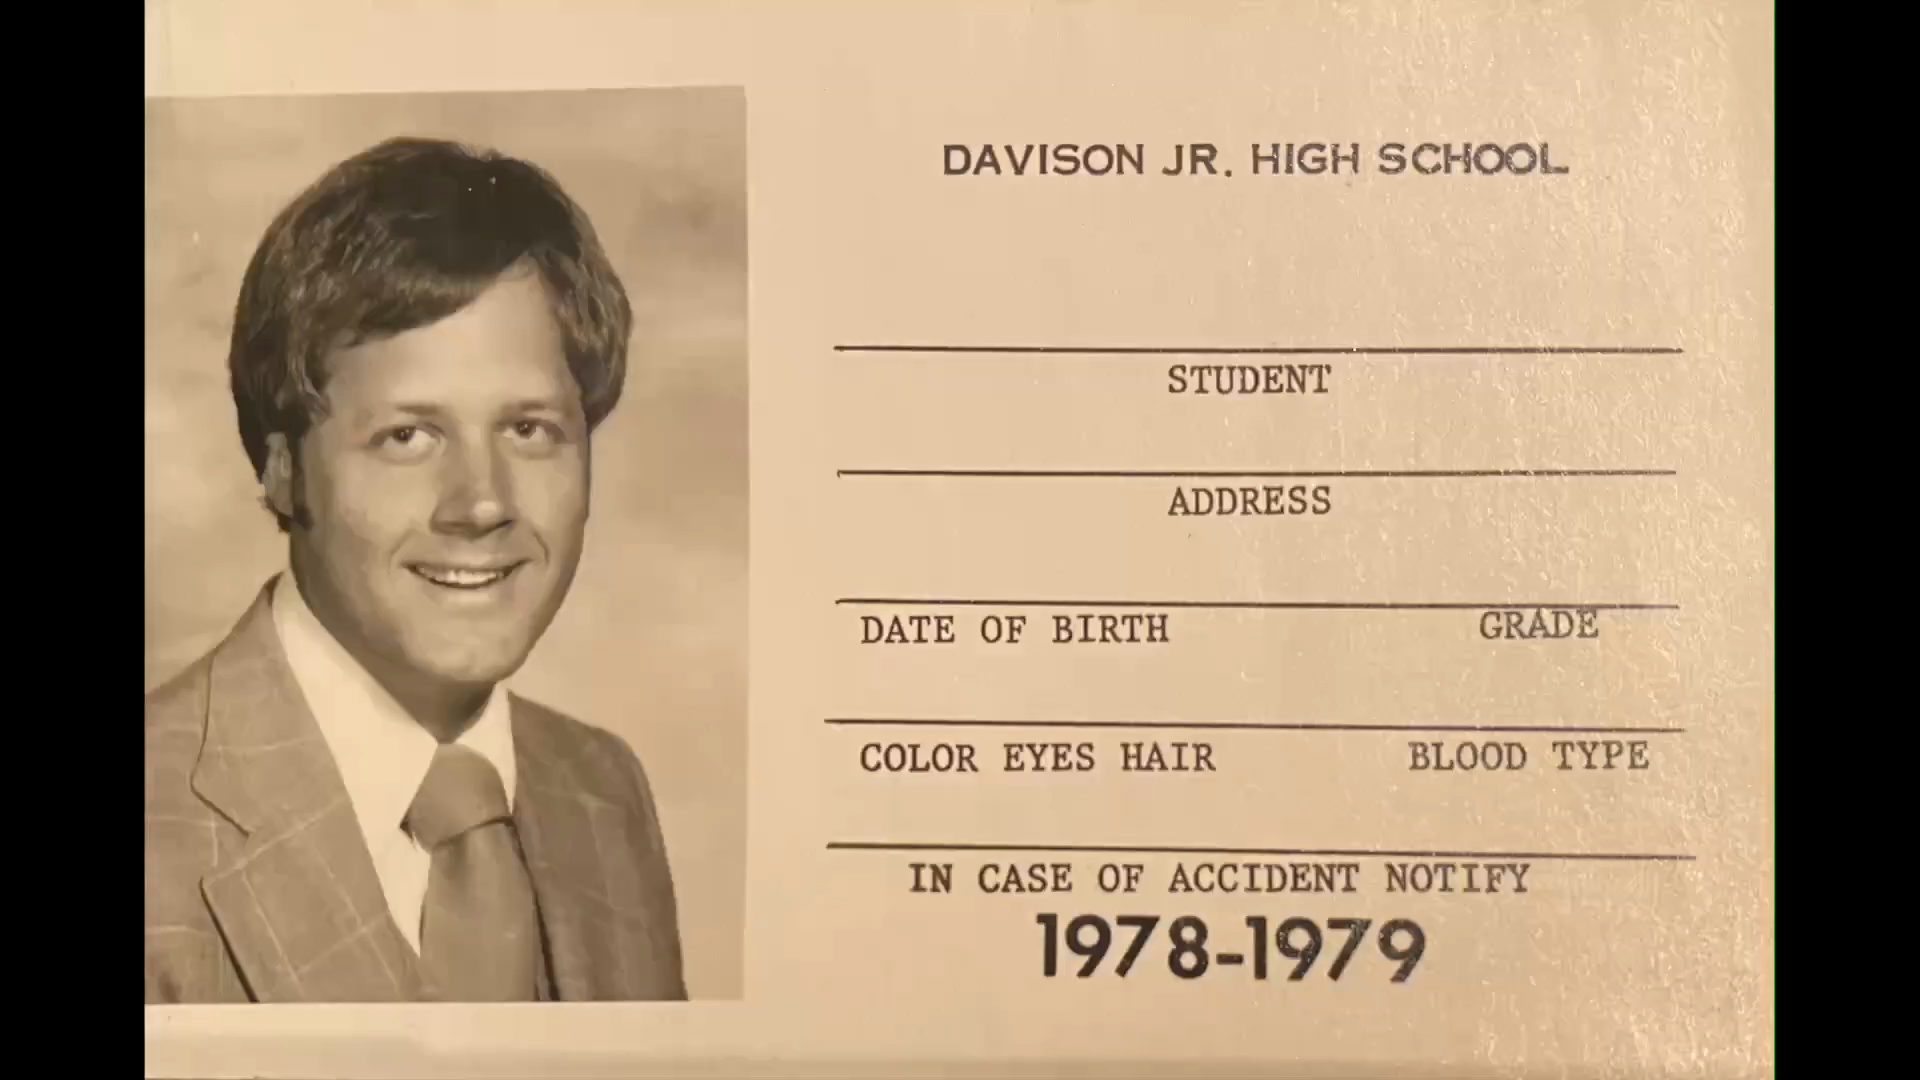 DAVISON JR. HIGH SCHOOL
STUDENT
ADDRESS
DATE OF BIRTH GRADE
COLOR EYES HAIR BLOOD TYPE
IN CASE OF ACCIDENT NOTIFY
1978-1979